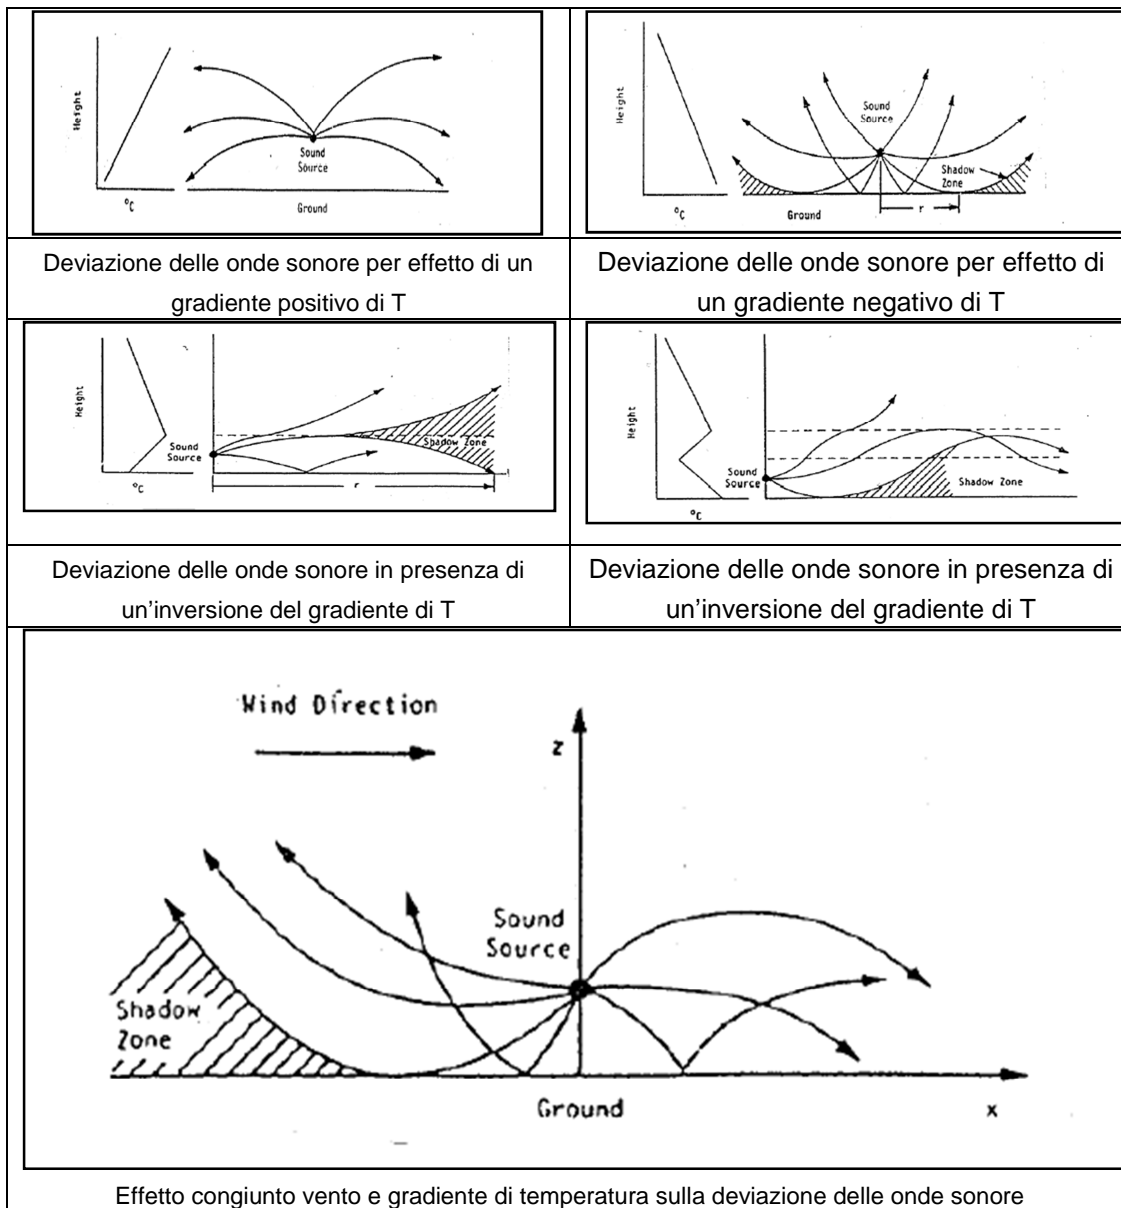 Height
°C
Sound
Source
Ground
Height
°C
Sound
Source
Shadow
Zone
Ground
r
Deviazione delle onde sonore per effetto di un
gradiente positivo di T
Deviazione delle onde sonore per effetto di
un gradiente negativo di T
Height
°C
Sound
Source
Shadow Zone
r
Height
°C
Sound
Source
Shadow Zone
Deviazione delle onde sonore in presenza di
un'inversione del gradiente di T
Deviazione delle onde sonore in presenza di
un'inversione del gradiente di T
Wind Direction
z
Sound
Source
Shadow
Zone
Ground
x
Effetto congiunto vento e gradiente di temperatura sulla deviazione delle onde sonore